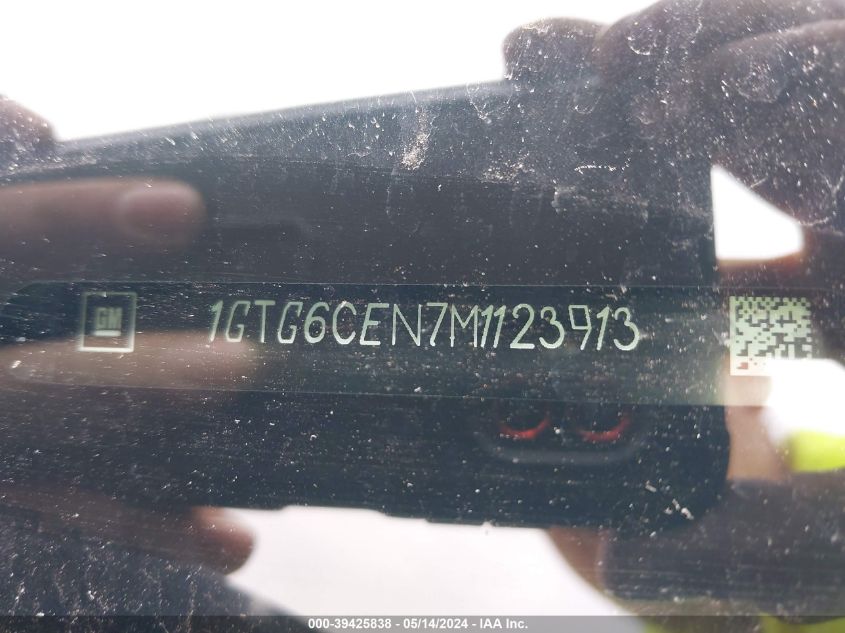 GM
1GTG6CEN7M1123913
000-39425838 - 05/14/2024 - IAA Inc.